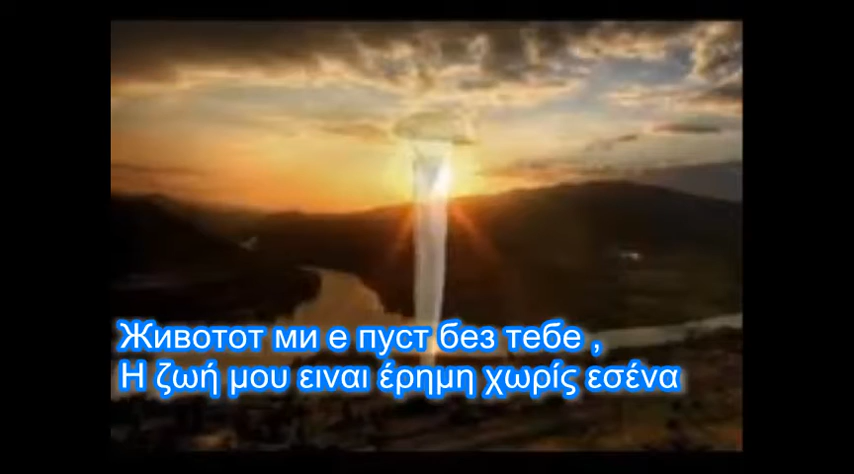 Животот ми е пуст без тебе ,
Η ζωή μου ειναι έρημη χωρίς εσένα